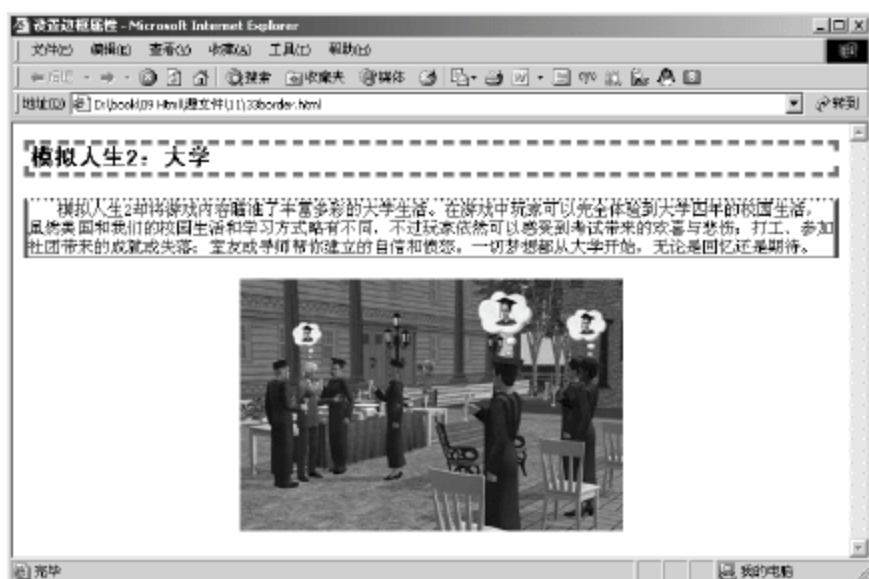 设置边框属性 - Microsoft Internet Explorer
文件(F) 编辑(E) 查看(V) 收藏(A) 工具(T) 帮助(H)
后退 搜索 收藏夹 媒体
地址(D) D:\book\09 Html\源文件\11\33border.html 转到
模拟人生2：大学
模拟人生2却将游戏内容瞄准了丰富多彩的大学生活。在游戏中玩家可以完全体验到大学四年的校园生活，
虽然美国和我们的校园生活和学习方式略有不同，不过玩家依然可以感受到考试带来的欢喜与悲伤；打工、参加
社团带来的成就或失落；室友或导师帮你建立的自信和愤怒。一切梦想都从大学开始，无论是回忆还是期待。
完毕 我的电脑